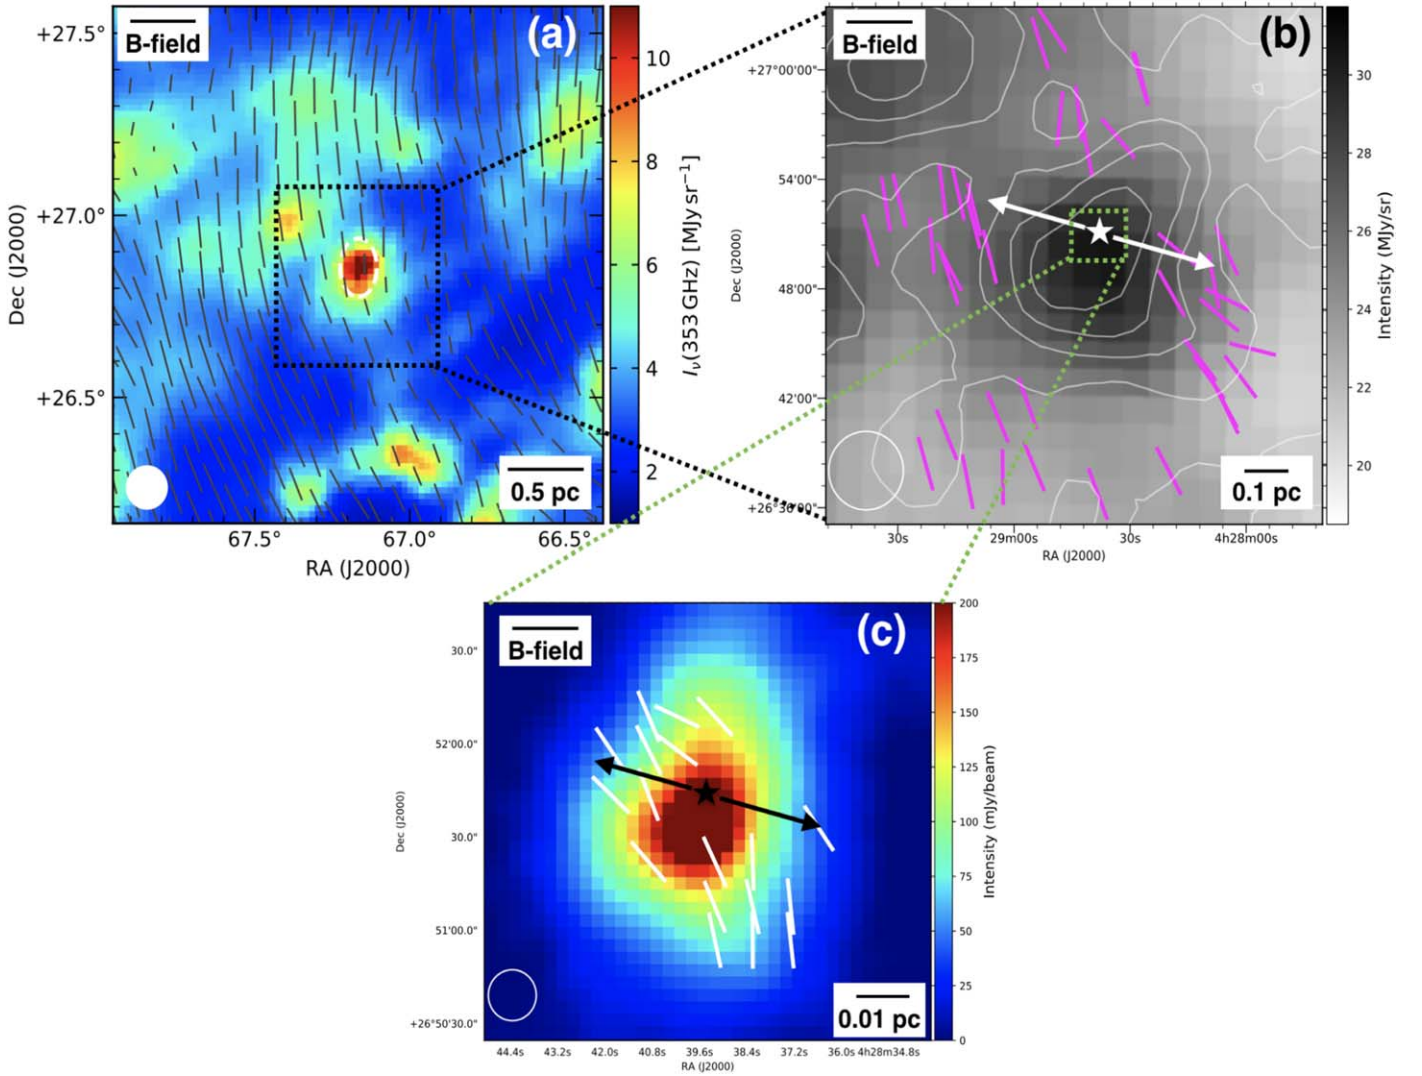 B-field
(a)
+27.5°
+27.0°
+26.5°
Dec (J2000)
67.5°
67.0°
66.5°
RA (J2000)
0.5 pc
10
8
6
4
2
Iν(353 GHz) [MJy sr⁻¹]
B-field
(b)
+27°00'00"
54'00"
48'00"
42'00"
+26°36'00"
Dec (J2000)
30s
29m00s
30s
4h28m00s
RA (J2000)
0.1 pc
30
28
26
24
22
20
Intensity (MJy/sr)
B-field
(c)
30.0"
52'00.0"
30.0"
51'00.0"
+26°50'30.0"
Dec (J2000)
44.4s
43.2s
42.0s
40.8s
39.6s
38.4s
37.2s
36.0s
4h28m34.8s
RA (J2000)
0.01 pc
200
175
150
125
100
75
50
25
0
Intensity (mJy/beam)